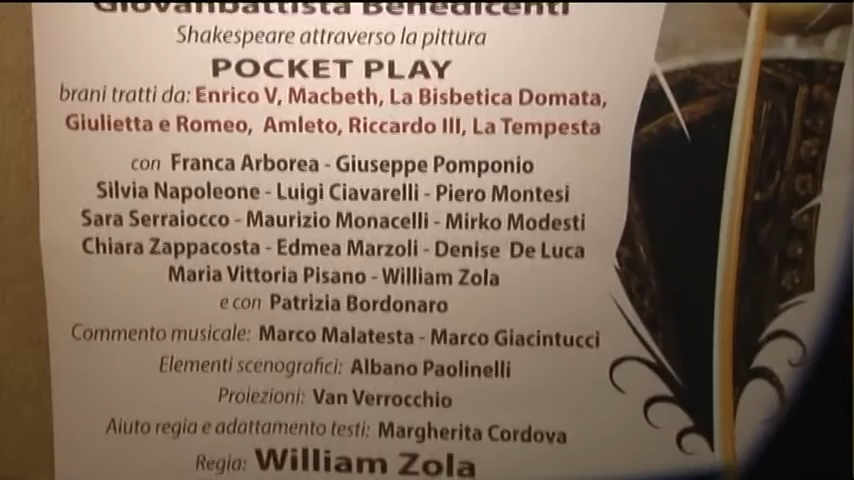 Giovanbattista Benedicenti
Shakespeare attraverso la pittura
POCKET PLAY
brani tratti da: Enrico V, Macbeth, La Bisbetica Domata,
Giulietta e Romeo, Amleto, Riccardo III, La Tempesta
con Franca Arborea - Giuseppe Pomponio
Silvia Napoleone - Luigi Ciavarelli - Piero Montesi
Sara Serraiocco - Maurizio Monacelli - Mirko Modesti
Chiara Zappacosta - Edmea Marzoli - Denise De Luca
Maria Vittoria Pisano - William Zola
e con Patrizia Bordonaro
Commento musicale: Marco Malatesta - Marco Giacintucci
Elementi scenografici: Albano Paolinelli
Proiezioni: Van Verrocchio
Aiuto regia e adattamento testi: Margherita Cordova
Regia: William Zola